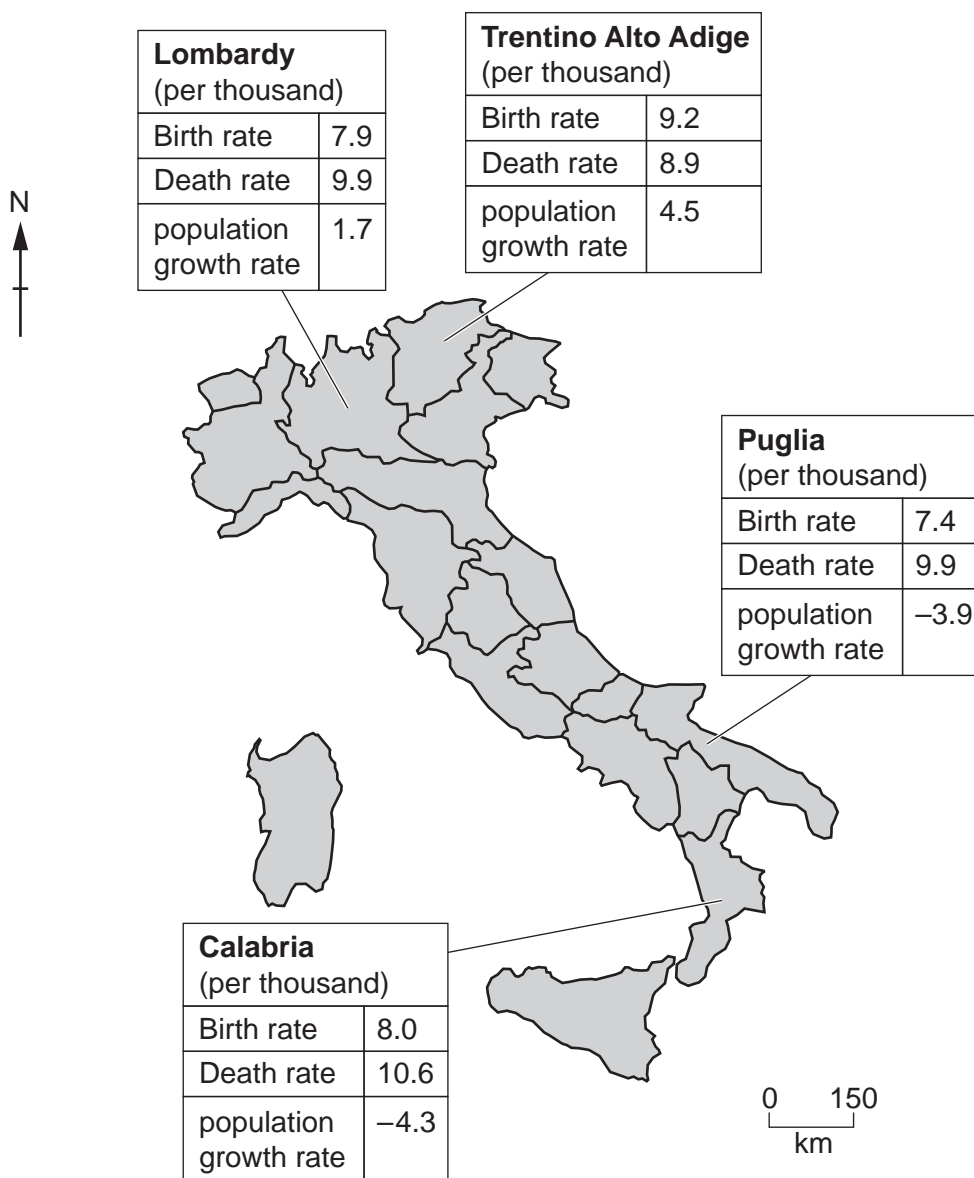 Lombardy
(per thousand)
Birth rate 7.9
Death rate 9.9
population 1.7
growth rate
Trentino Alto Adige
(per thousand)
Birth rate 9.2
Death rate 8.9
population 4.5
growth rate
N
Puglia
(per thousand)
Birth rate 7.4
Death rate 9.9
population –3.9
growth rate
Calabria
(per thousand)
Birth rate 8.0
Death rate 10.6
population –4.3
growth rate
0 150
km